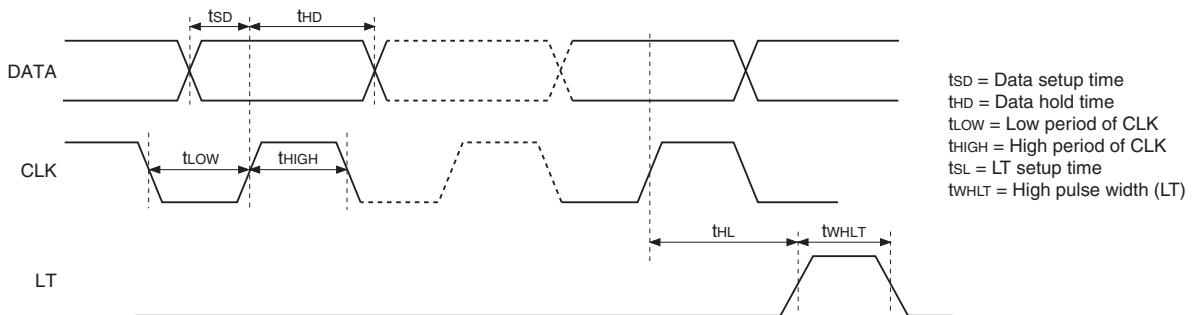 tSD tHD
DATA
tLOW tHIGH
CLK
tHL tWHLT
LT
tSD = Data setup time
tHD = Data hold time
tLOW = Low period of CLK
tHIGH = High period of CLK
tSL = LT setup time
tWHLT = High pulse width (LT)